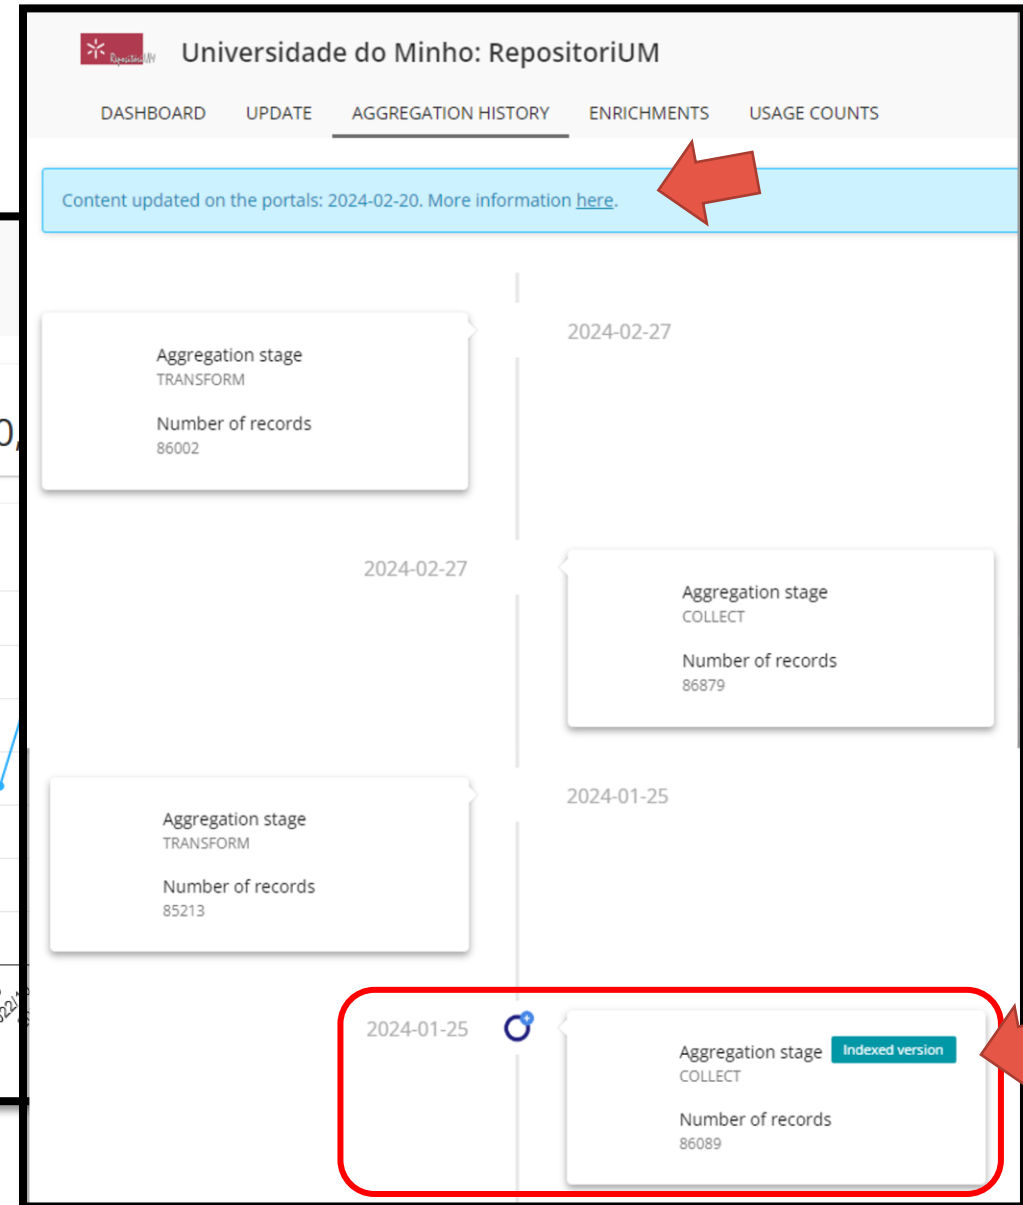 RepositóriUM
Universidade do Minho: RepositoriUM
DASHBOARD UPDATE AGGREGATION HISTORY ENRICHMENTS USAGE COUNTS
Content updated on the portals: 2024-02-20. More information here.
2024-02-27
Aggregation stage
TRANSFORM
Number of records
86002
0,
2024-02-27
Aggregation stage
COLLECT
Number of records
86879
2024-01-25
Aggregation stage
TRANSFORM
Number of records
85213
2024-01-25
Aggregation stage Indexed version
COLLECT
Number of records
86089